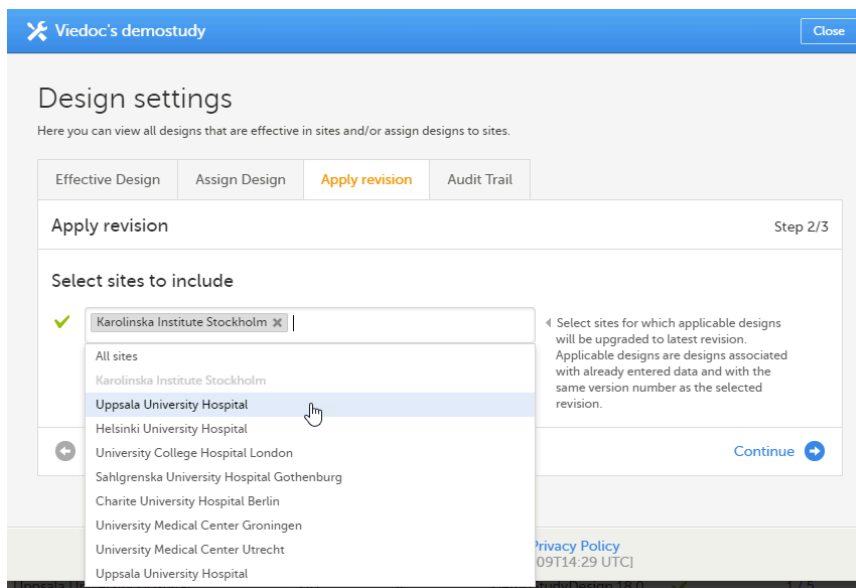 Viedoc's demostudy
Close
Design settings
Here you can view all designs that are effective in sites and/or assign designs to sites.
Effective Design
Assign Design
Apply revision
Audit Trail
Apply revision
Step 2/3
Select sites to include
Karolinska Institute Stockholm
Select sites for which applicable designs
will be upgraded to latest revision.
Applicable designs are designs associated
with already entered data and with the
same version number as the selected
revision.
All sites
Karolinska Institute Stockholm
Uppsala University Hospital
Helsinki University Hospital
University College Hospital London
Sahlgrenska University Hospital Gothenburg
Charite University Hospital Berlin
University Medical Center Groningen
University Medical Center Utrecht
Uppsala University Hospital
Continue
Privacy Policy
09T14:29 UTC]